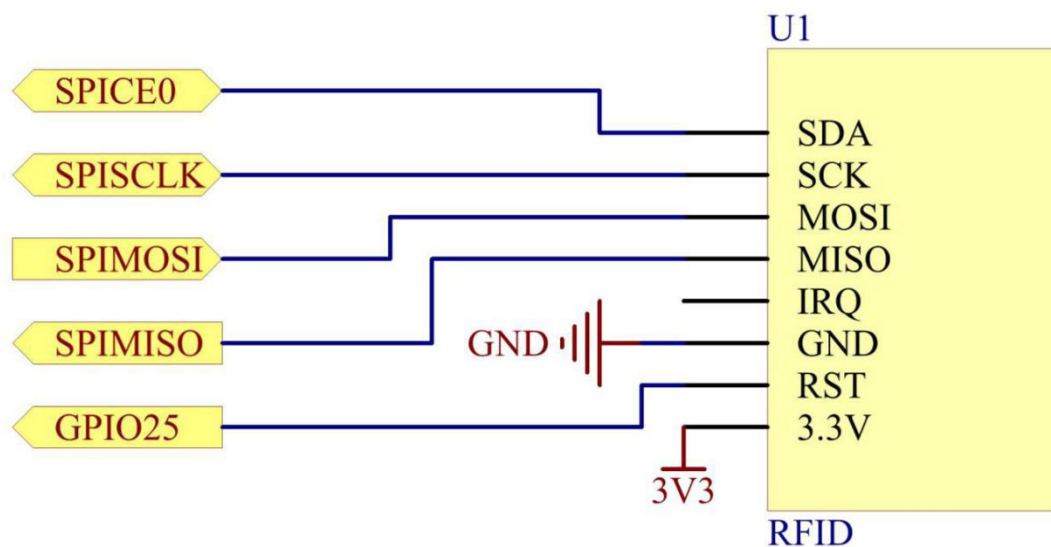 U1
SPICE0
SDA
SPISCLK
SCK
MOSI
SPIMOSI
MISO
IRQ
SPIMISO
GND
GND
RST
GPIO25
3.3V
3V3
RFID